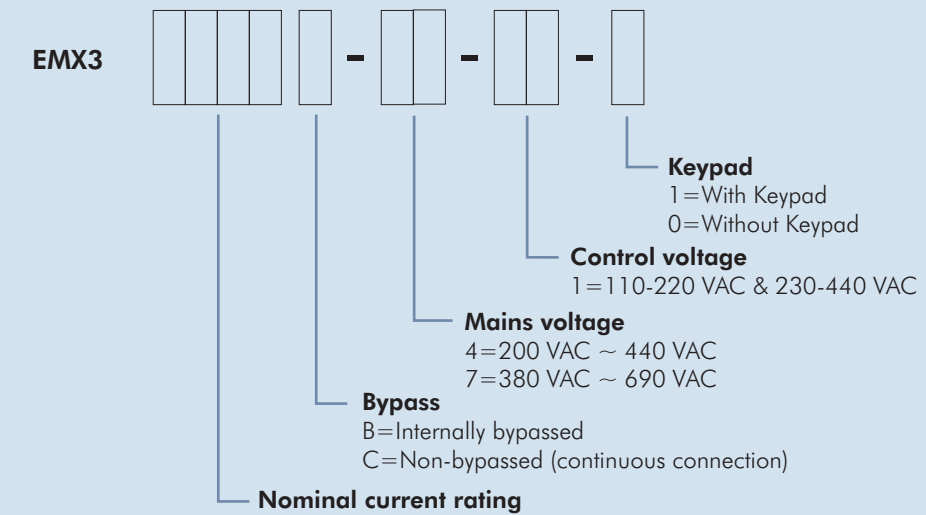 EMX3 - - -
Keypad
1=With Keypad
0=Without Keypad
Control voltage
1=110-220 VAC & 230-440 VAC
Mains voltage
4=200 VAC ~ 440 VAC
7=380 VAC ~ 690 VAC
Bypass
B=Internally bypassed
C=Non-bypassed (continuous connection)
Nominal current rating